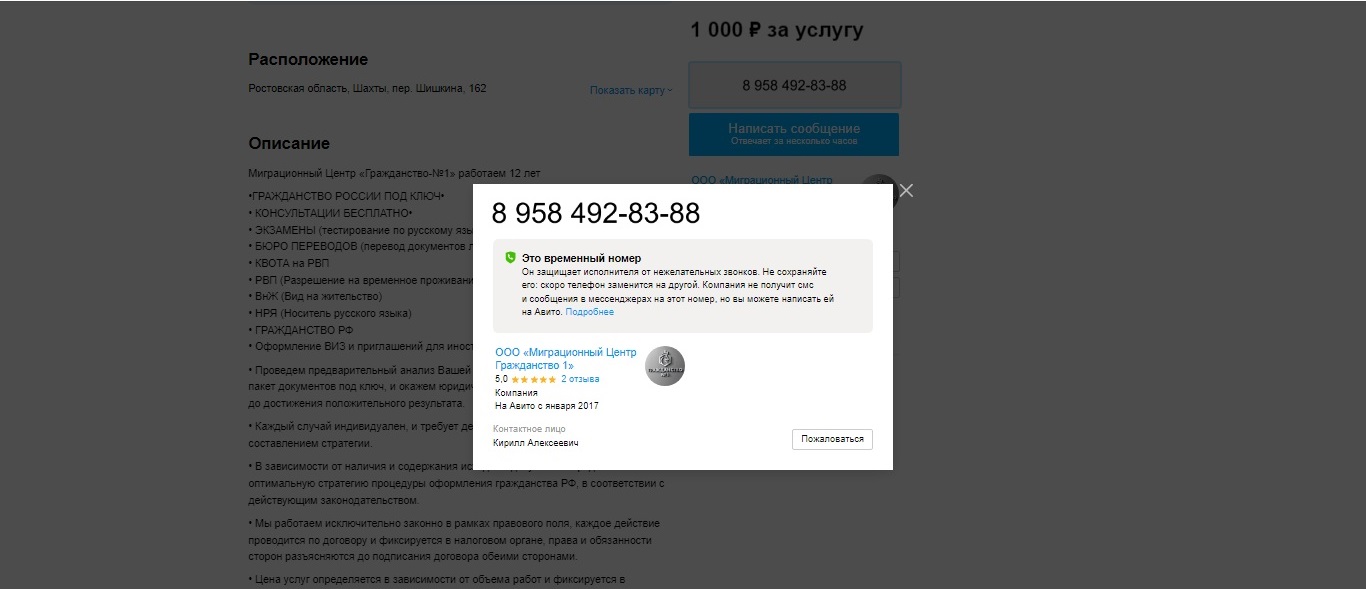 1 000 ₽ за услугу
Расположение
Ростовская область, Шахты, пер. Шишкина, 162
Показать карту
8 958 492-83-88
Написать сообщение
Отвечает за несколько часов
Описание
Миграционный Центр «Гражданство-№1» работаем 12 лет
ООО «Миграционный Центр
•ГРАЖДАНСТВО РОССИИ ПОД КЛЮЧ•
• КОНСУЛЬТАЦИИ БЕСПЛАТНО•
• ЭКЗАМЕНЫ (тестирование по русскому язы
• БЮРО ПЕРЕВОДОВ (перевод документов л
• КВОТА на РВП
• РВП (Разрешение на временное проживани
• ВнЖ (Вид на жительство)
• НРЯ (Носитель русского языка)
• ГРАЖДАНСТВО РФ
• Оформление ВИЗ и приглашений для инос
• Проведем предварительный анализ Вашей
пакет документов под ключ, и окажем юриди
до достижения положительного результата.
• Каждый случай индивидуален, и требует де
составлением стратегии.
• В зависимости от наличия и содержания
оптимальную стратегию процедуры оформления гражданства РФ, в соответствии с
действующим законодательством.
• Мы работаем исключительно законно в рамках правового поля, каждое действие
проводится по договору и фиксируется в налоговом органе, права и обязанности
сторон разъясняются до подписания договора обеими сторонами.
• Цена услуг определяется в зависимости от объема работ и фиксируется в
8 958 492-83-88
Это временный номер
Он защищает исполнителя от нежелательных звонков. Не сохраняйте
его: скоро телефон заменится на другой. Компания не получит смс
и сообщения в мессенджерах на этот номер, но вы можете написать ей
на Авито. Подробнее
ООО «Миграционный Центр
Гражданство 1»
5,0 ★★★★★ 2 отзыва
Компания
На Авито с января 2017
ГРАЖДАНСТВО
№1
Контактное лицо
Кирилл Алексеевич
Пожаловаться